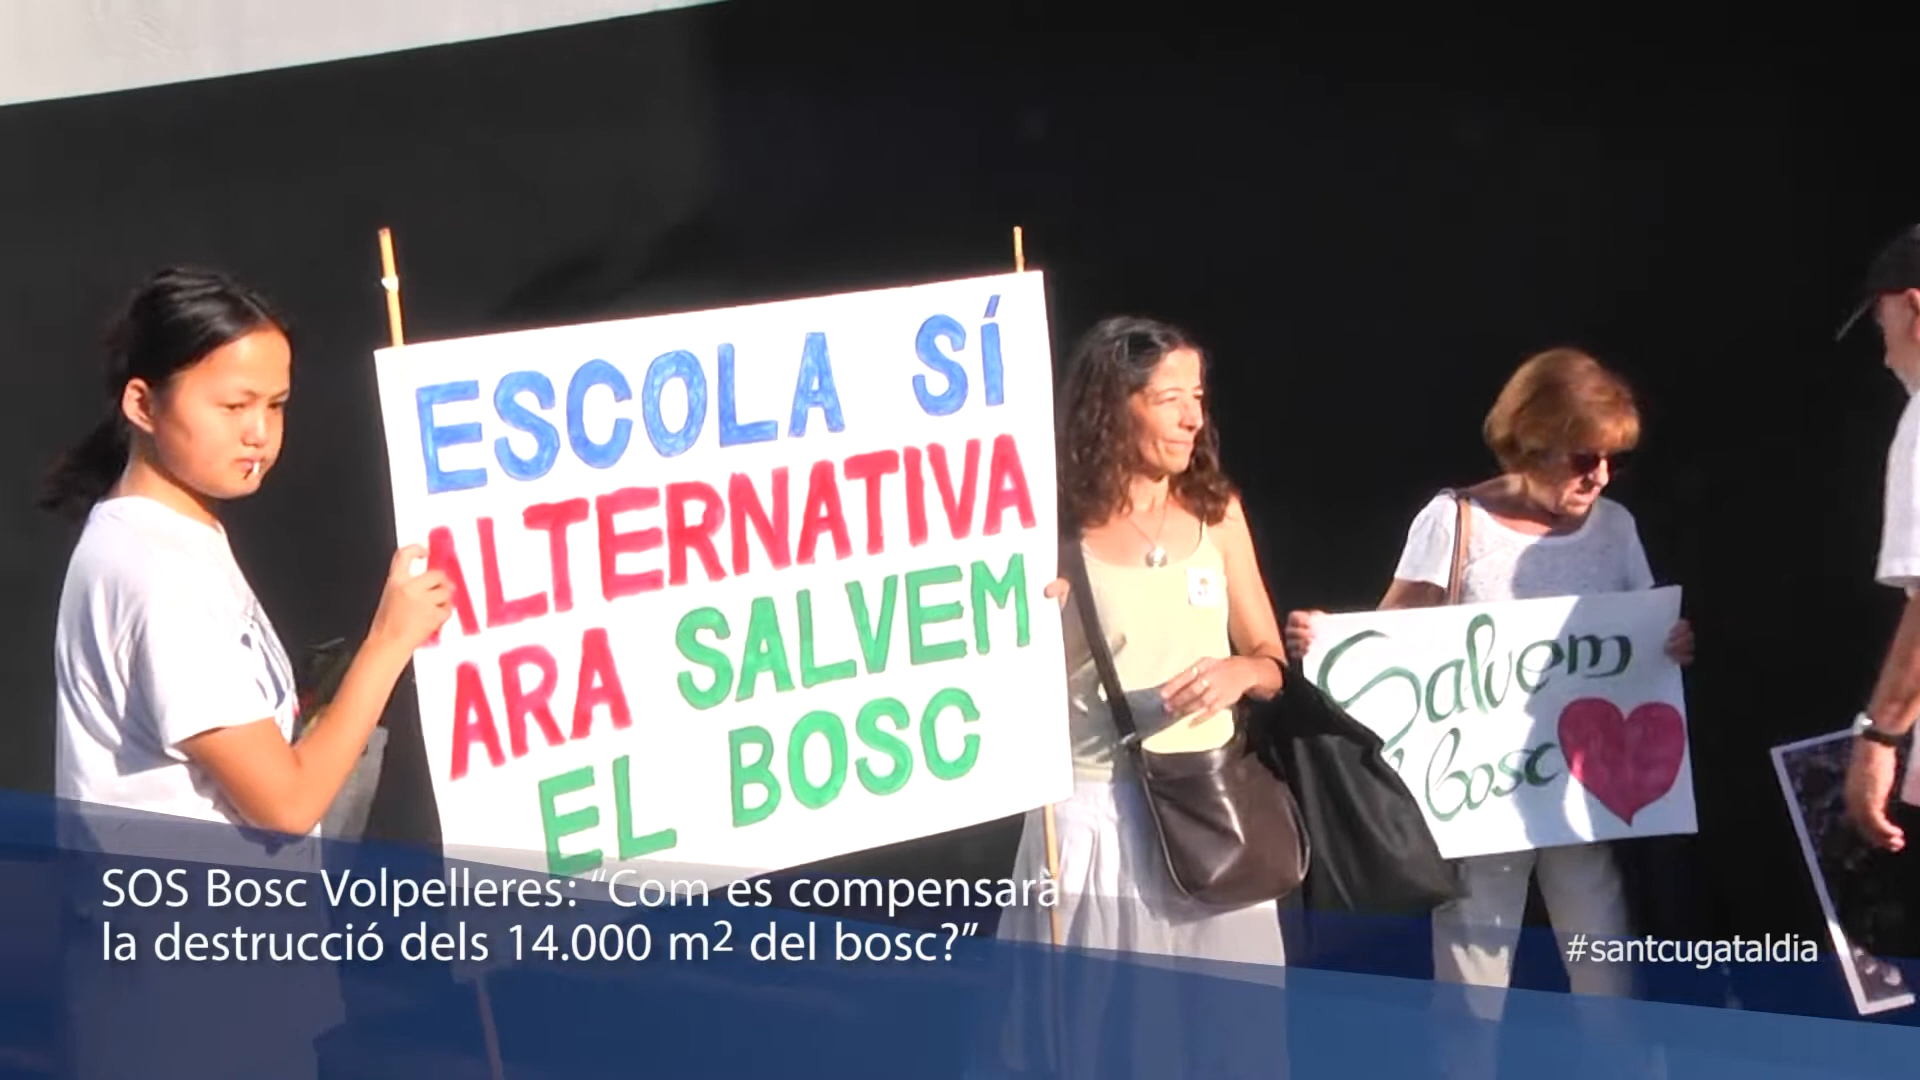 ESCOLA SÍ
ALTERNATIVA
ARA SALVEM
EL BOSC
Salvem
bosc
SOS Bosc Volpelleres: “Com es compensarà
la destrucció dels 14.000 m² del bosc?”
#santcugataldia